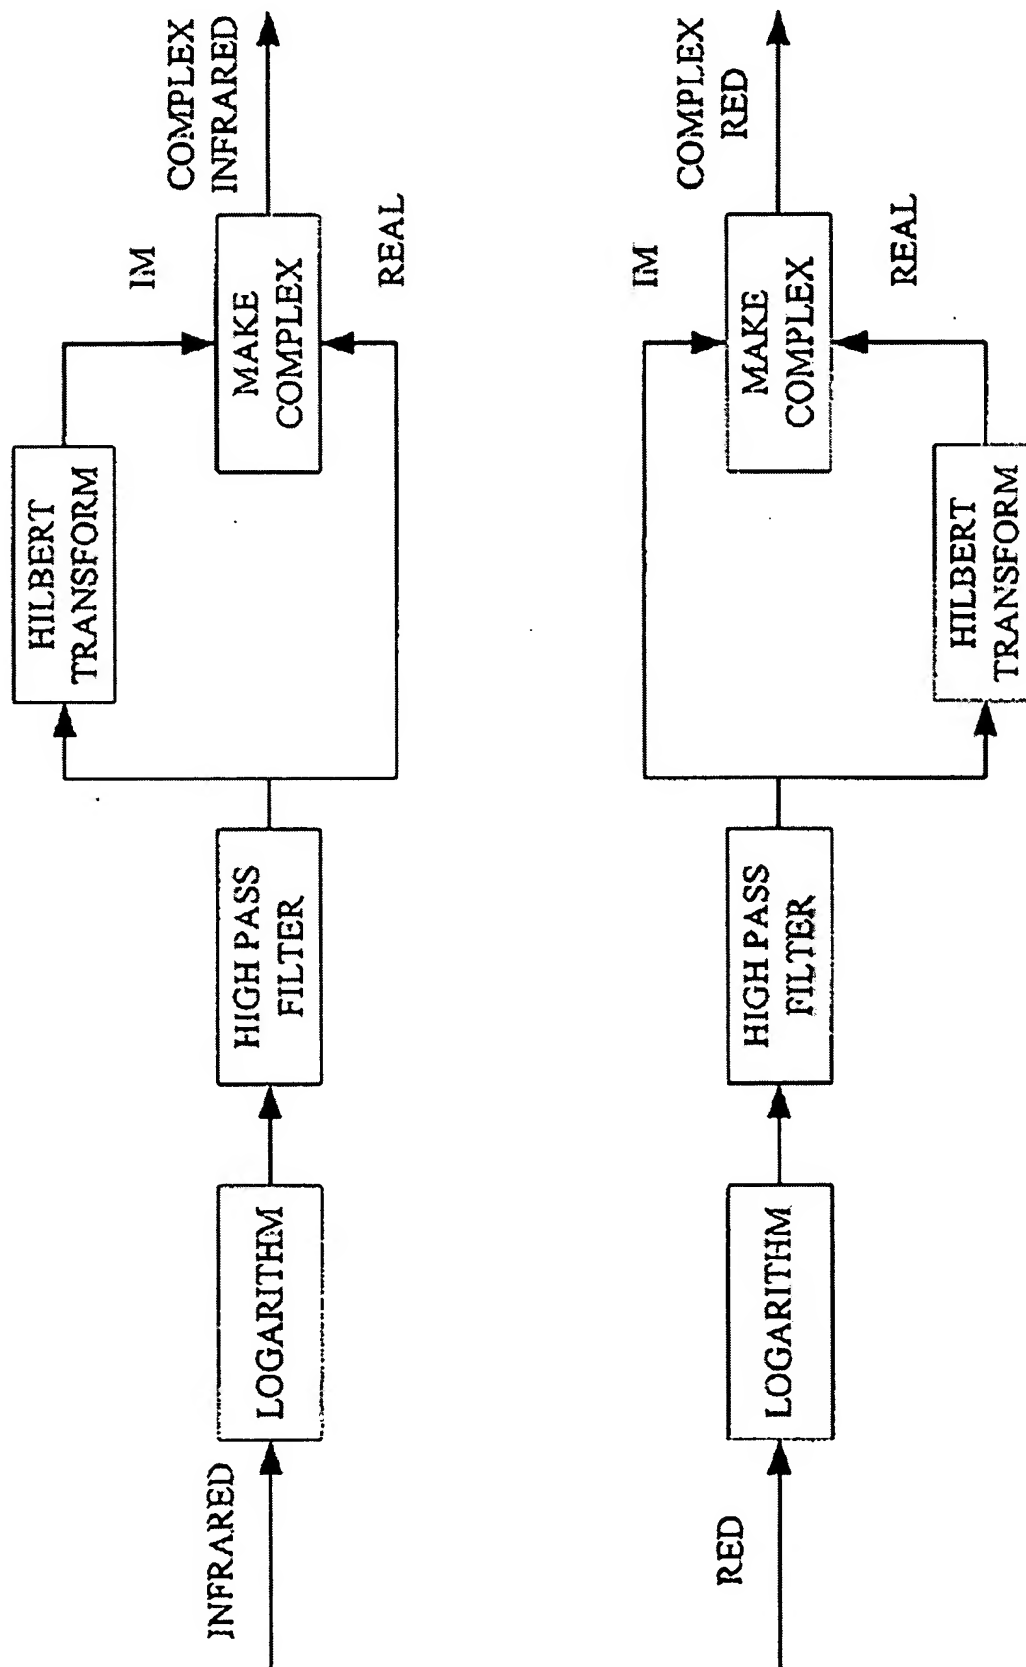 INFRARED
LOGARITHM
HIGH PASS
FILTER
HILBERT
TRANSFORM
IM
MAKE
COMPLEX
REAL
COMPLEX
INFRARED
RED
LOGARITHM
HIGH PASS
FILTER
HILBERT
TRANSFORM
IM
MAKE
COMPLEX
REAL
COMPLEX
RED